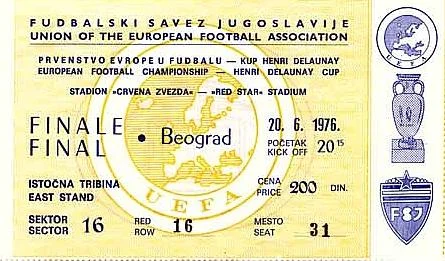 FUDBALSKI SAVEZ JUGOSLAVIJE
UNION OF THE EUROPEAN FOOTBALL ASSOCIATION
PRVENSTVO EVROPE U FUDBALU — KUP HENRI DELAUNAY
EUROPEAN FOOTBALL CHAMPIONSHIP — HENRI DELAUNAY CUP
STADION »CRVENA ZVEZDA« — »RED STAR« STADIUM
FINALE
FINAL
• Beograd
20. 6. 1976.
POČETAK
KICK OFF 20 15
ISTOČNA TRIBINA
EAST STAND
CENA
PRICE 200 DIN.
SEKTOR
SECTOR 16
RED
ROW 16
MESTO
SEAT 31
UEFA
UEFA
FSJ